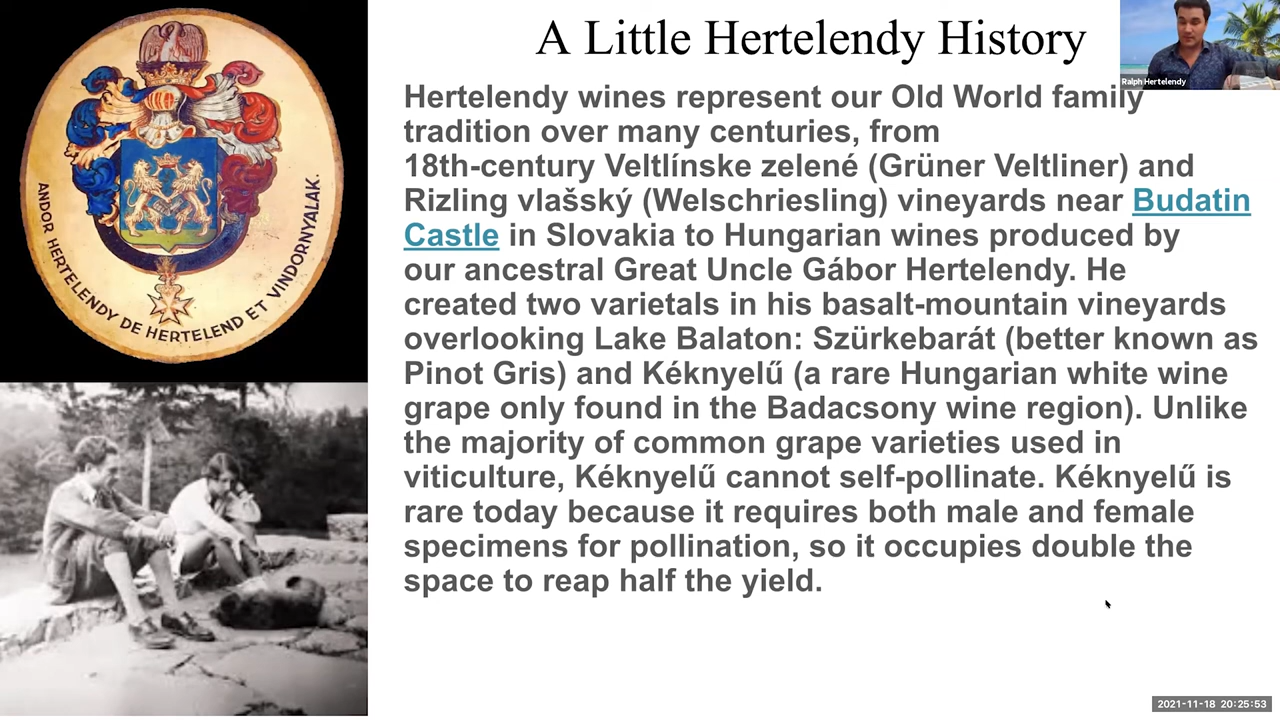 A Little Hertelendy History
Ralph Hertelendy
Hertelendy wines represent our Old World family
tradition over many centuries, from
18th-century Veltlínske zelené (Grüner Veltliner) and
Rizling vlašský (Welschriesling) vineyards near Budatin
Castle in Slovakia to Hungarian wines produced by
our ancestral Great Uncle Gábor Hertelendy. He
created two varietals in his basalt-mountain vineyards
overlooking Lake Balaton: Szürkebarát (better known as
Pinot Gris) and Kéknyelű (a rare Hungarian white wine
grape only found in the Badacsony wine region). Unlike
the majority of common grape varieties used in
viticulture, Kéknyelű cannot self-pollinate. Kéknyelű is
rare today because it requires both male and female
specimens for pollination, so it occupies double the
space to reap half the yield.
ANDOR HERTELENDY DE HERTELEND ET VINDORNYALAK.
2021-11-18 20:25:53